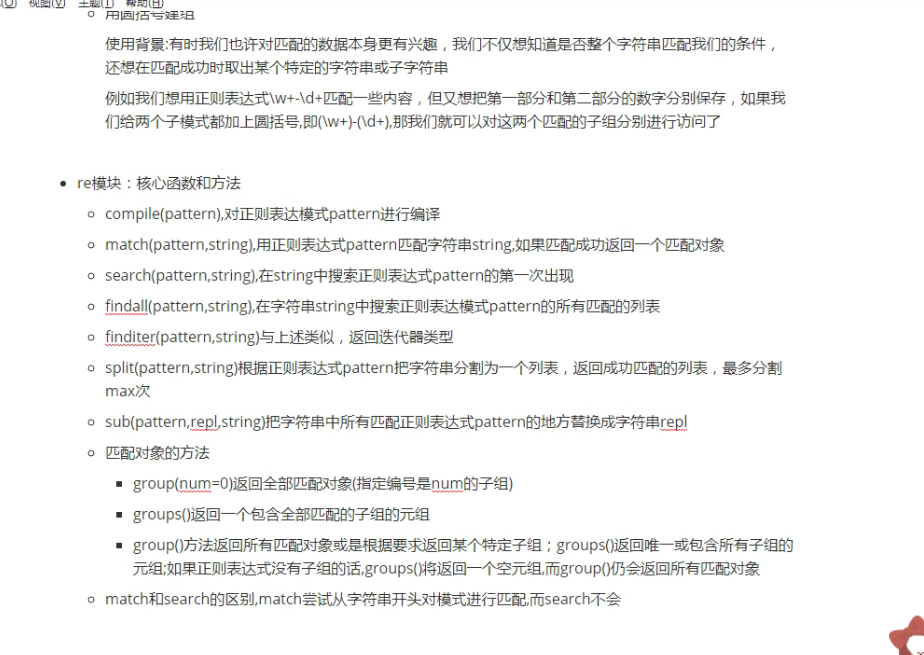 视图(V) 主题(T) 帮助(H)
用圆括号建组
使用背景:有时我们也许对匹配的数据本身更有兴趣，我们不仅想知道是否整个字符串匹配我们的条件，
还想在匹配成功时取出某个特定的字符串或子字符串
例如我们想用正则表达式\w+-\d+匹配一些内容，但又想把第一部分和第二部分的数字分别保存，如果我
们给两个子模式都加上圆括号,即(\w+)-(\d+),那我们就可以对这两个匹配的子组分别进行访问了
re模块：核心函数和方法
compile(pattern),对正则表达模式pattern进行编译
match(pattern,string),用正则表达式pattern匹配字符串string,如果匹配成功返回一个匹配对象
search(pattern,string),在string中搜索正则表达式pattern的第一次出现
findall(pattern,string),在字符串string中搜索正则表达模式pattern的所有匹配的列表
finditer(pattern,string)与上述类似，返回迭代器类型
split(pattern,string)根据正则表达式pattern把字符串分割为一个列表，返回成功匹配的列表，最多分割
max次
sub(pattern,repl,string)把字符串中所有匹配正则表达式pattern的地方替换成字符串repl
匹配对象的方法
group(num=0)返回全部匹配对象(指定编号是num的子组)
groups()返回一个包含全部匹配的子组的元组
group()方法返回所有匹配对象或是根据要求返回某个特定子组；groups()返回唯一或包含所有子组的
元组;如果正则表达式没有子组的话,groups()将返回一个空元组,而group()仍会返回所有匹配对象
match和search的区别,match尝试从字符串开头对模式进行匹配,而search不会